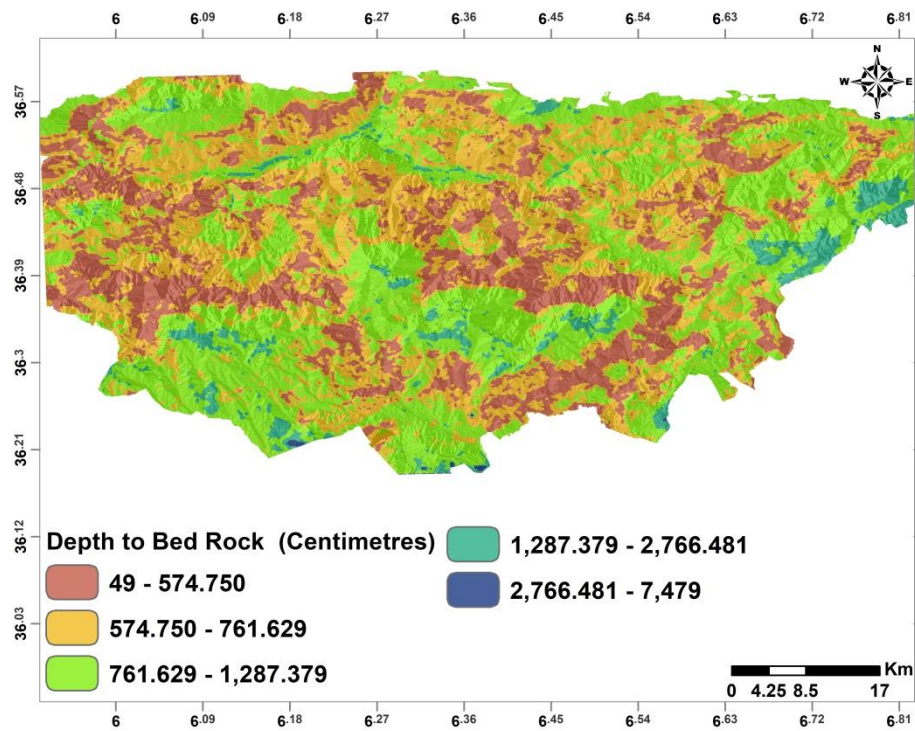 6 6.09 6.18 6.27 6.36 6.45 6.54 6.63 6.72 6.81
N
W E
S
36.57
36.48
36.39
36.3
36.21
36.12
36.03
Depth to Bed Rock (Centimetres)
49 - 574.750
574.750 - 761.629
761.629 - 1,287.379
1,287.379 - 2,766.481
2,766.481 - 7,479
Km
0 4.25 8.5 17
6 6.09 6.18 6.27 6.36 6.45 6.54 6.63 6.72 6.81